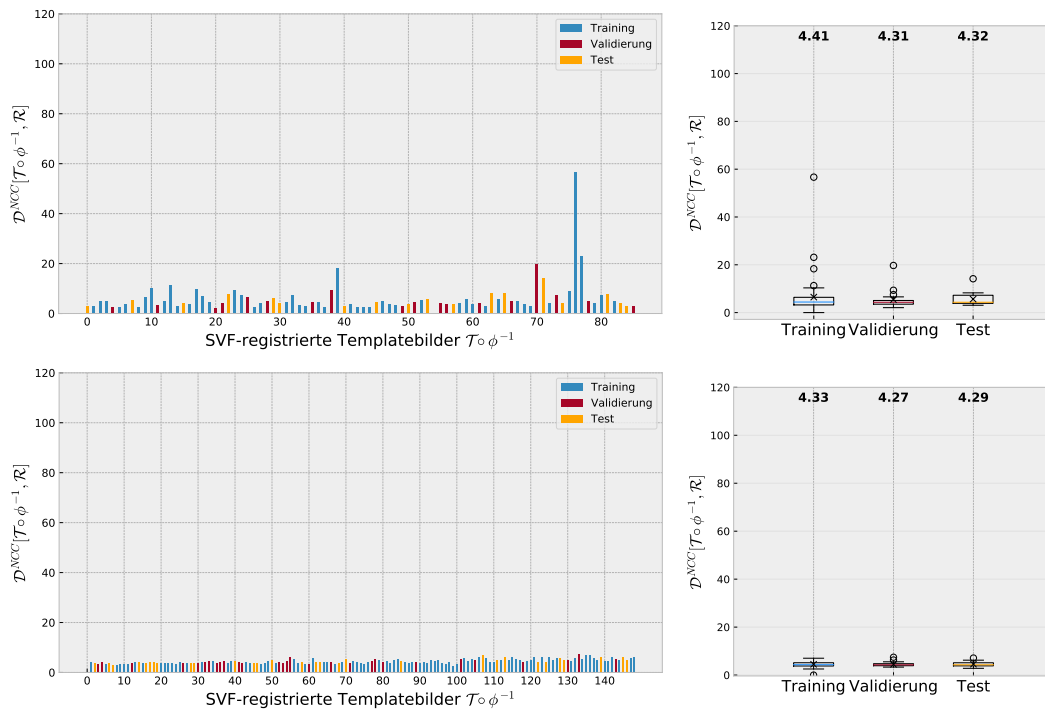 120
100
80
60
40
20
0
𝒟^{NCC}[𝒯∘ϕ^{-1}, ℛ]
Training
Validierung
Test
0 10 20 30 40 50 60 70 80
SVF-registrierte Templatebilder 𝒯∘ϕ^{-1}
120
100
80
60
40
20
0
𝒟^{NCC}[𝒯∘ϕ^{-1}, ℛ]
4.41 4.31 4.32
Training Validierung Test
120
100
80
60
40
20
0
𝒟^{NCC}[𝒯∘ϕ^{-1}, ℛ]
Training
Validierung
Test
0 10 20 30 40 50 60 70 80 90 100 110 120 130 140
SVF-registrierte Templatebilder 𝒯∘ϕ^{-1}
120
100
80
60
40
20
0
𝒟^{NCC}[𝒯∘ϕ^{-1}, ℛ]
4.33 4.27 4.29
Training Validierung Test